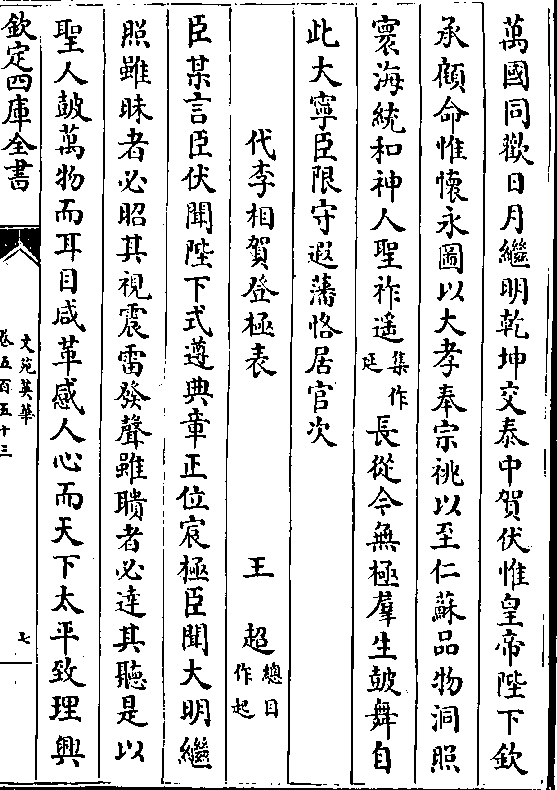 萬國同歡日月繼明乾坤交泰中賀伏惟皇帝陛下欽
承顧命惟懷永圖以大孝奉宗祧以至仁蘇品物洞照
寰海統和神人聖祚遥集作延長從今無極羣生鼓舞自
此大寧臣限守遐藩恪居官次
代李相賀登極表 王超總目作起
臣某言臣伏聞陛下式遵典章正位宸極臣聞大明繼
照雖昧者必昭其視震雷發聲雖聵者必達其聽是以
聖人鼓萬物而耳目咸革感人心而天下太平致理興
欽定四庫全書
文苑英華
卷五百五十三
七